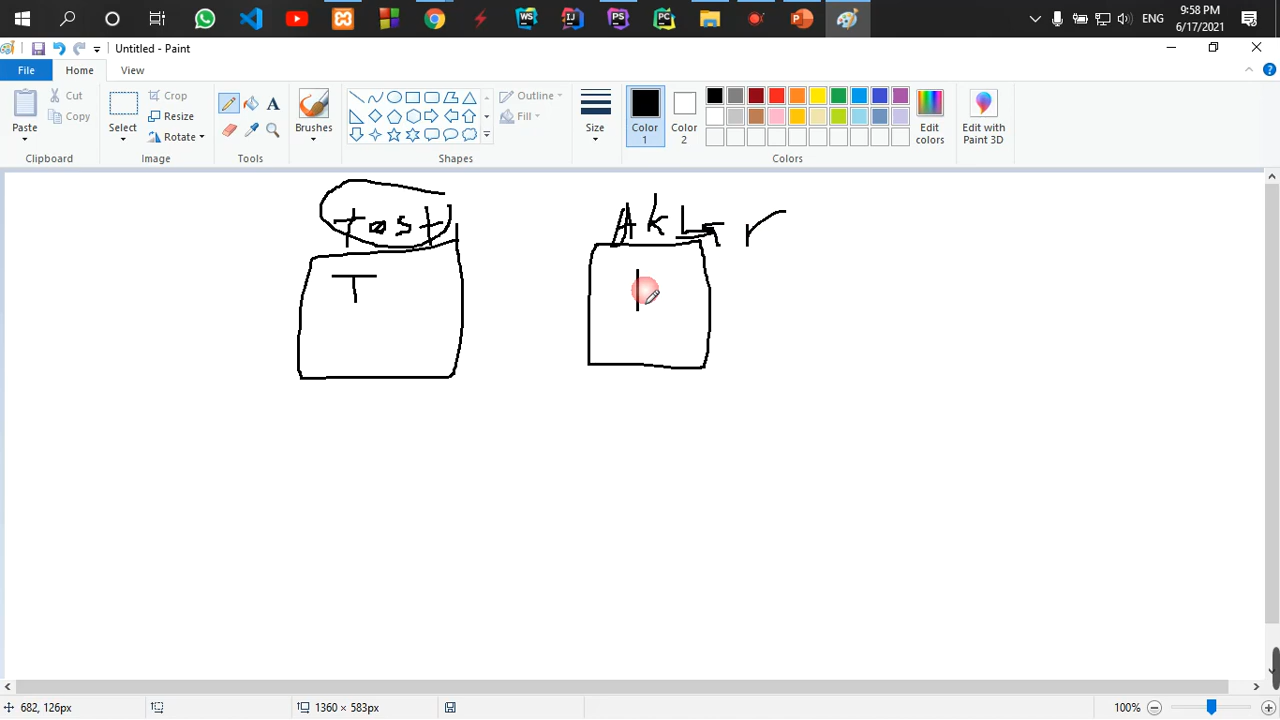 9:58 PM
ENG
6/17/2021
Untitled - Paint
File
Home
View
Paste
Cut
Copy
Clipboard
Select
Crop
Resize
Rotate
Image
A
Tools
Brushes
Outline
Fill
Shapes
Size
Color 1
Color 2
Edit colors
Colors
Edit with Paint 3D
T
682, 126px
1360 × 583px
100%